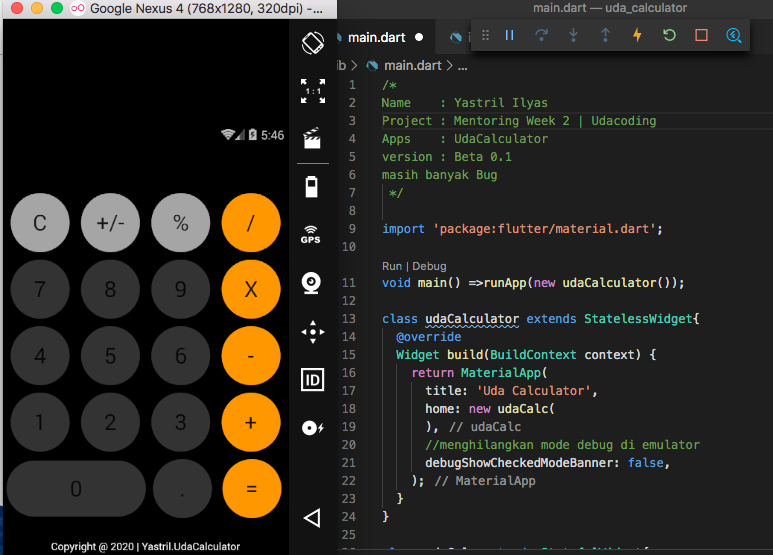 Google Nexus 4 (768x1280, 320dpi) -...
main.dart — uda_calculator
main.dart
5:46
1 : 1
GPS
ID
C +/- % /
7 8 9 X
4 5 6 -
1 2 3 +
0 . =
Copyright @ 2020 | Yastril.UdaCalculator
ib > main.dart > ...
1 /*
2 Name    : Yastril Ilyas
3 Project : Mentoring Week 2 | Udacoding
4 Apps    : UdaCalculator
5 version : Beta 0.1
6 masih banyak Bug
7  */
8
9 import 'package:flutter/material.dart';
10
Run | Debug
11 void main() =>runApp(new udaCalculator());
12
13 class udaCalculator extends StatelessWidget{
14   @override
15   Widget build(BuildContext context) {
16     return MaterialApp(
17       title: 'Uda Calculator',
18       home: new udaCalc(
19       ), // udaCalc
20       //menghilangkan mode debug di emulator
21       debugShowCheckedModeBanner: false,
22     ); // MaterialApp
23   }
24 }
25